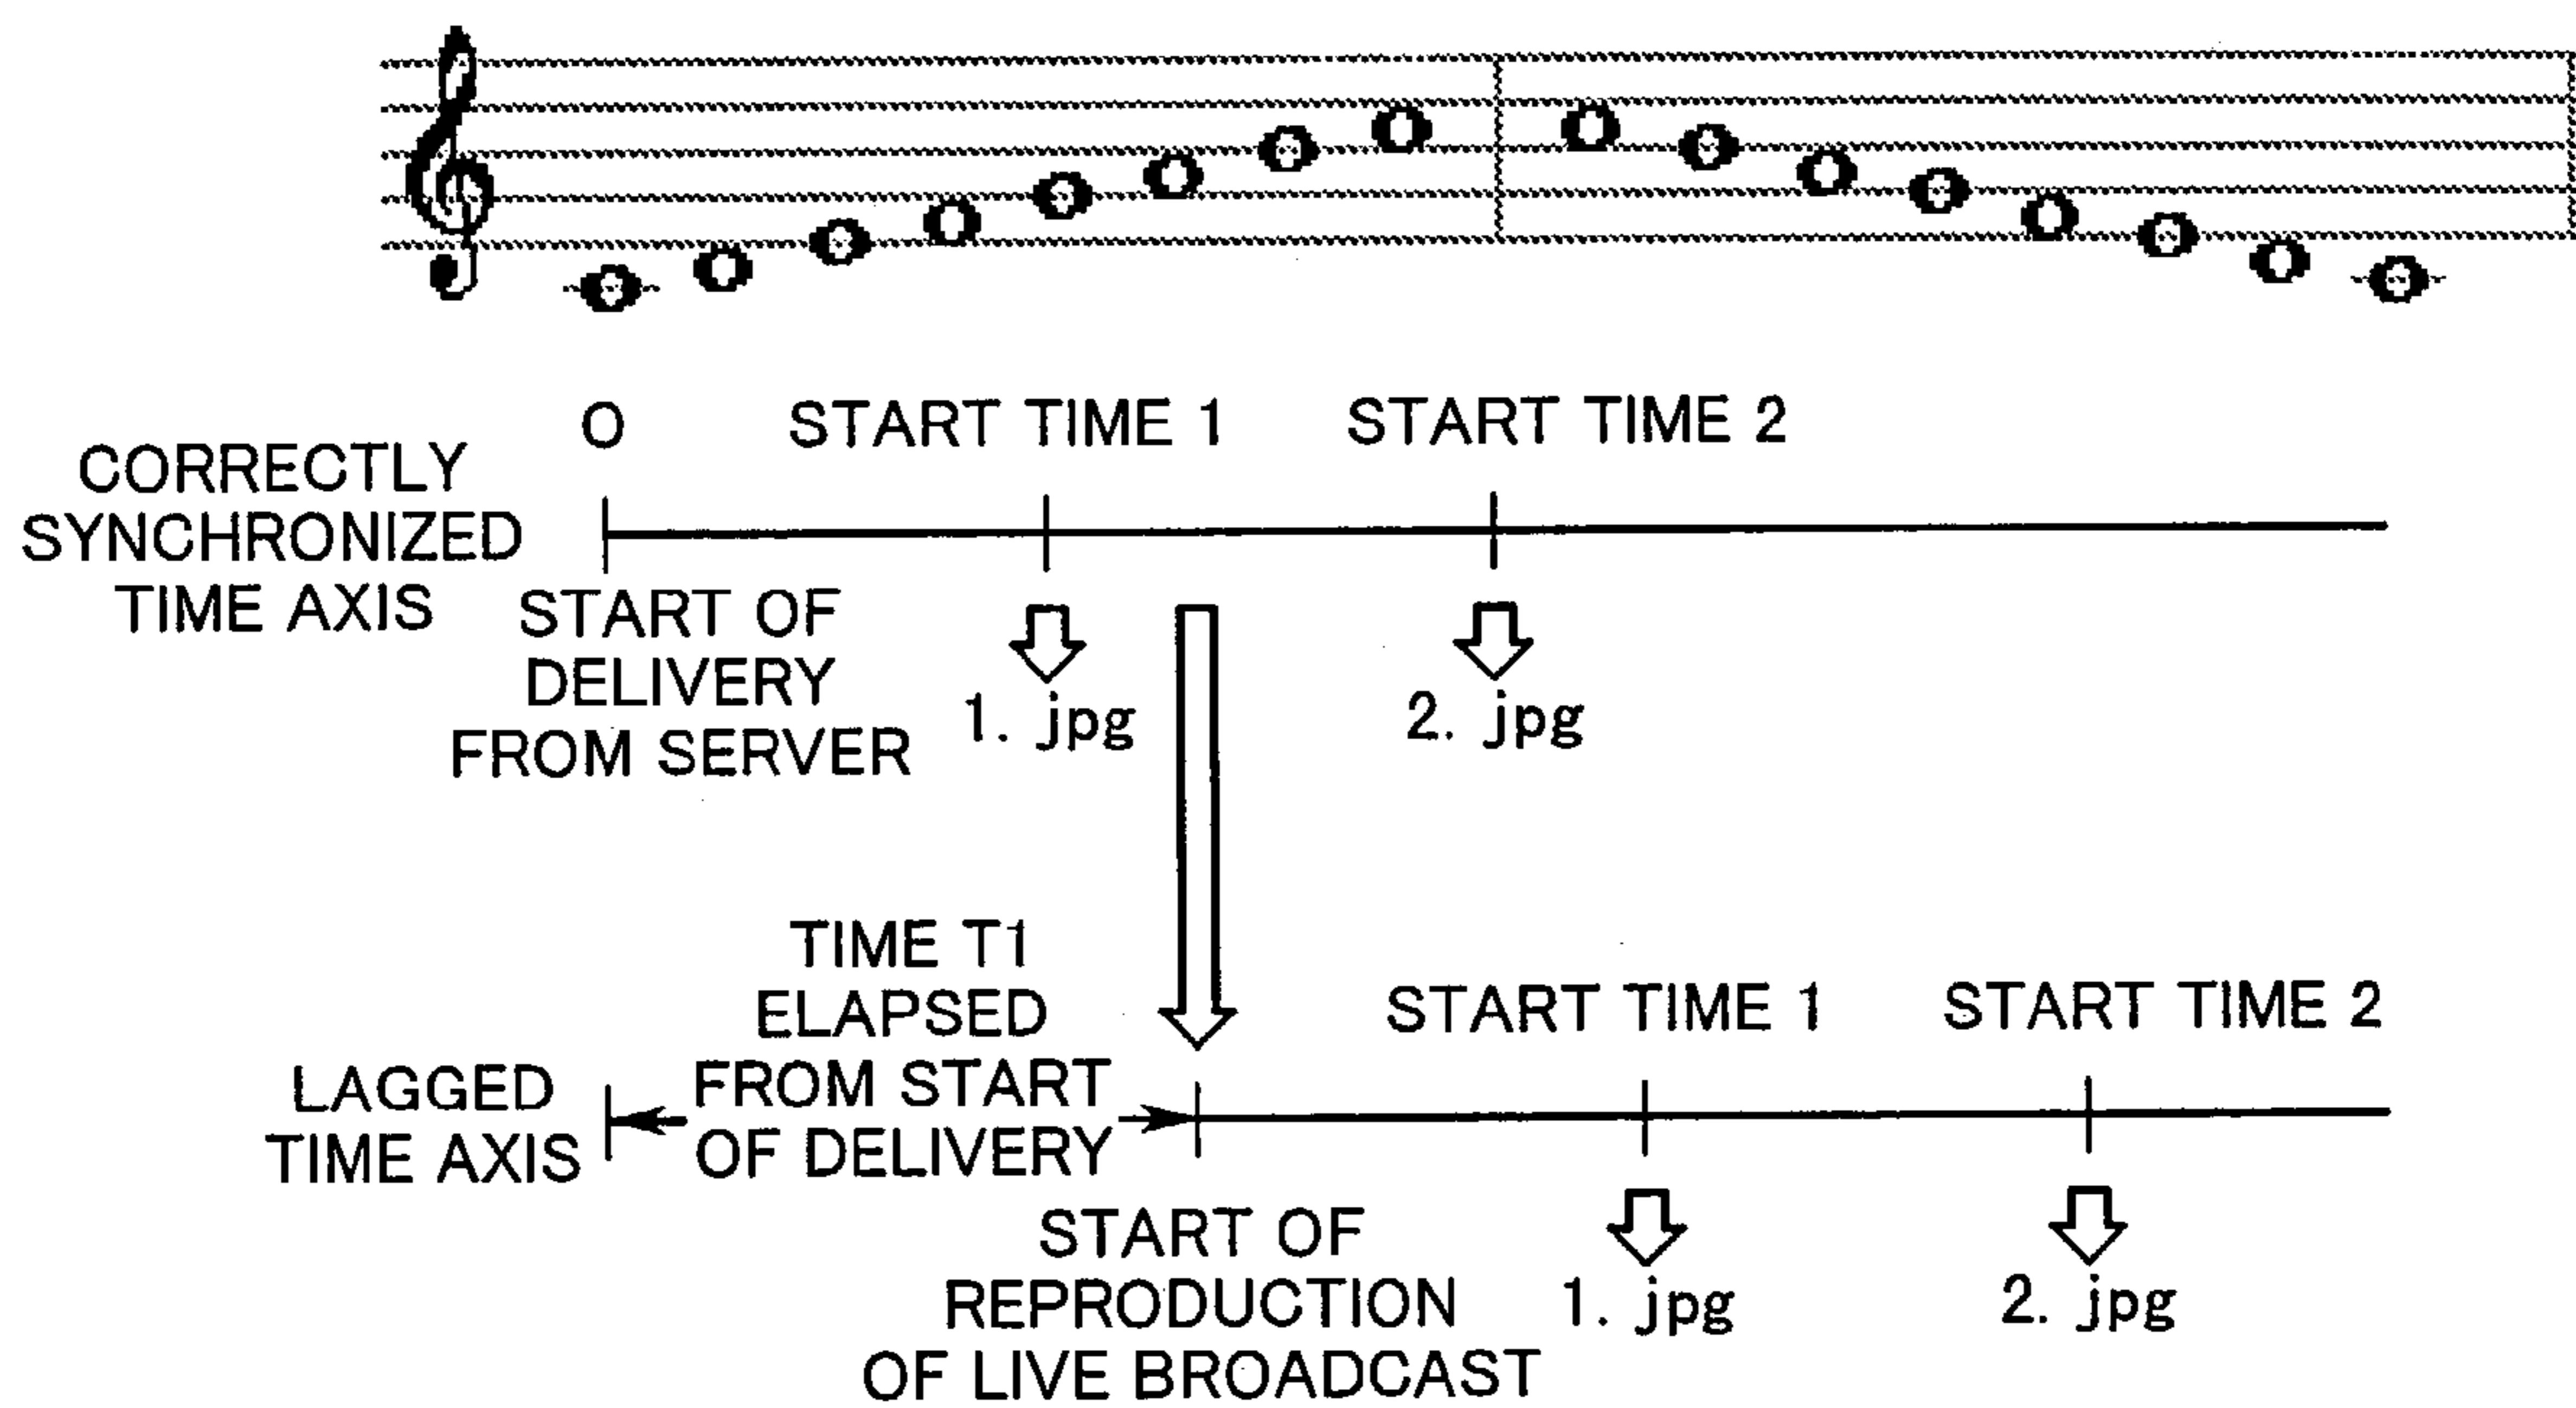 O START TIME 1 START TIME 2
CORRECTLY
SYNCHRONIZED
TIME AXIS
START OF
DELIVERY
FROM SERVER
1. jpg 2. jpg
TIME T1
ELAPSED
FROM START
OF DELIVERY
START TIME 1 START TIME 2
LAGGED
TIME AXIS
START OF
REPRODUCTION
OF LIVE BROADCAST
1. jpg 2. jpg